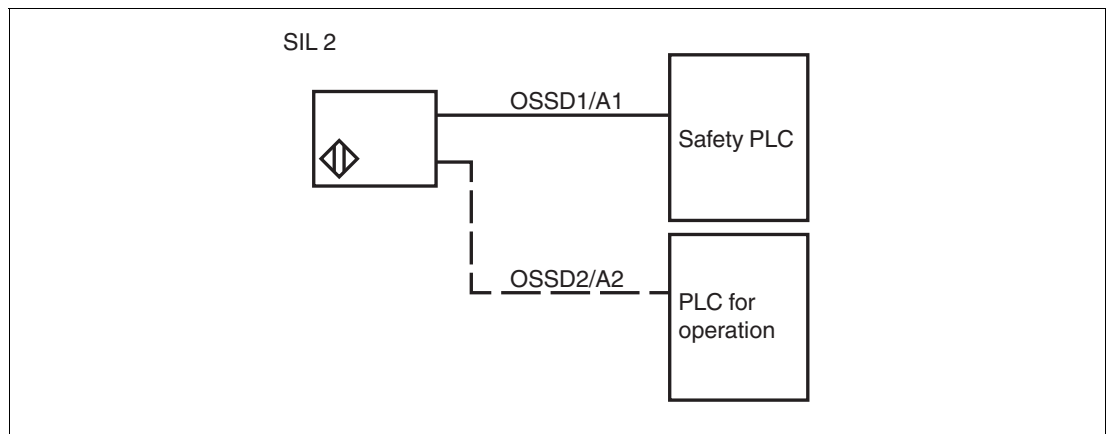 SIL 2
OSSD1/A1
Safety PLC
OSSD2/A2
PLC for
operation